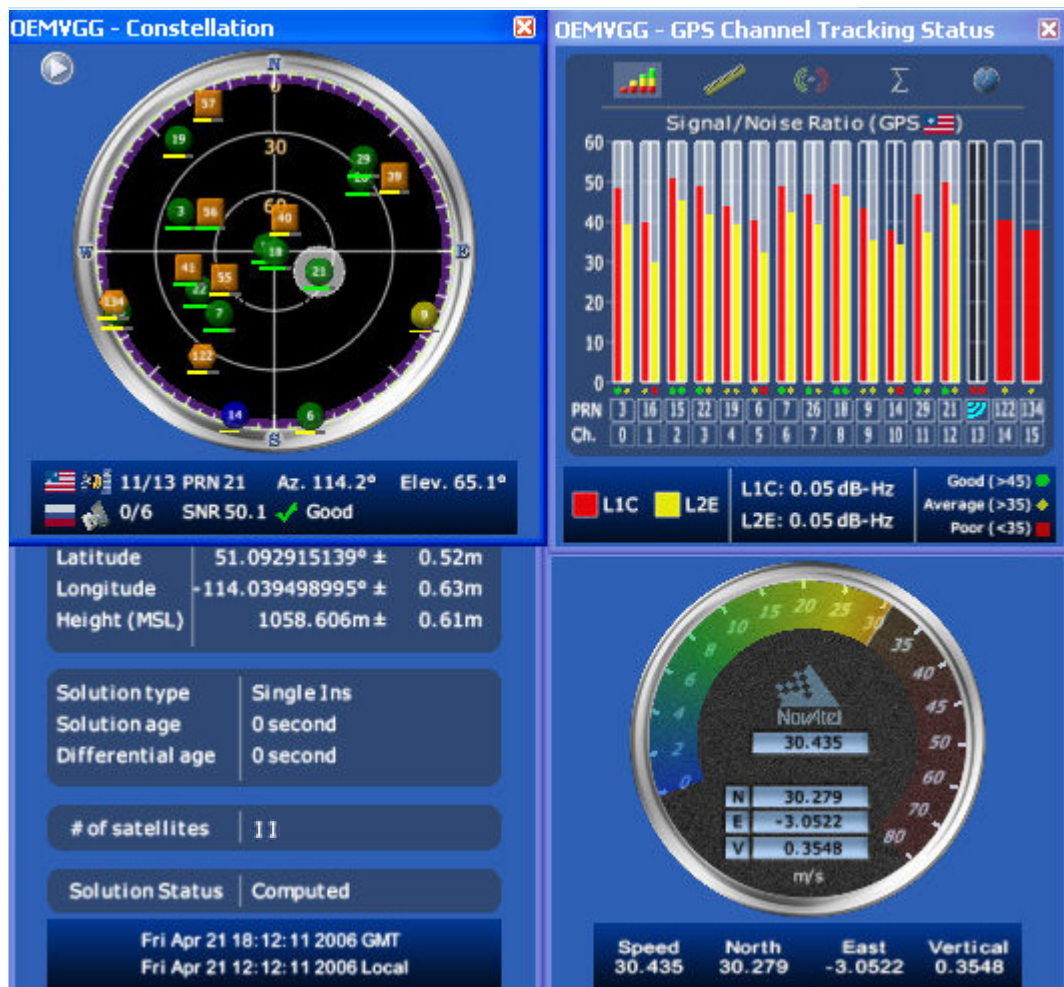 OEMVGG - Constellation
N
0
30
60
W
E
S
57
19
29
39
3
56
40
18
21
41
55
22
7
134
9
122
14
6
11/13 PRN 21 Az. 114.2° Elev. 65.1°
0/6 SNR 50.1 Good
OEMVGG - GPS Channel Tracking Status
Σ
Signal/Noise Ratio (GPS)
60
50
40
30
20
10
0
PRN 3 16 15 22 19 6 7 26 18 9 14 29 21 122 134
Ch. 0 1 2 3 4 5 6 7 8 9 10 11 12 13 14 15
L1C L2E
L1C: 0.05 dB-Hz
L2E: 0.05 dB-Hz
Good (>45)
Average (>35)
Poor (<35)
Latitude 51.092915139° ± 0.52m
Longitude -114.039498995° ± 0.63m
Height (MSL) 1058.606m ± 0.61m
Solution type Single Ins
Solution age 0 second
Differential age 0 second
# of satellites 11
Solution Status Computed
Fri Apr 21 18:12:11 2006 GMT
Fri Apr 21 12:12:11 2006 Local
0 2 4 6 8 10 15 20 25 30 35 40 45 50 60 70 80
NovAtel
30.435
N 30.279
E -3.0522
V 0.3548
m/s
Speed North East Vertical
30.435 30.279 -3.0522 0.3548